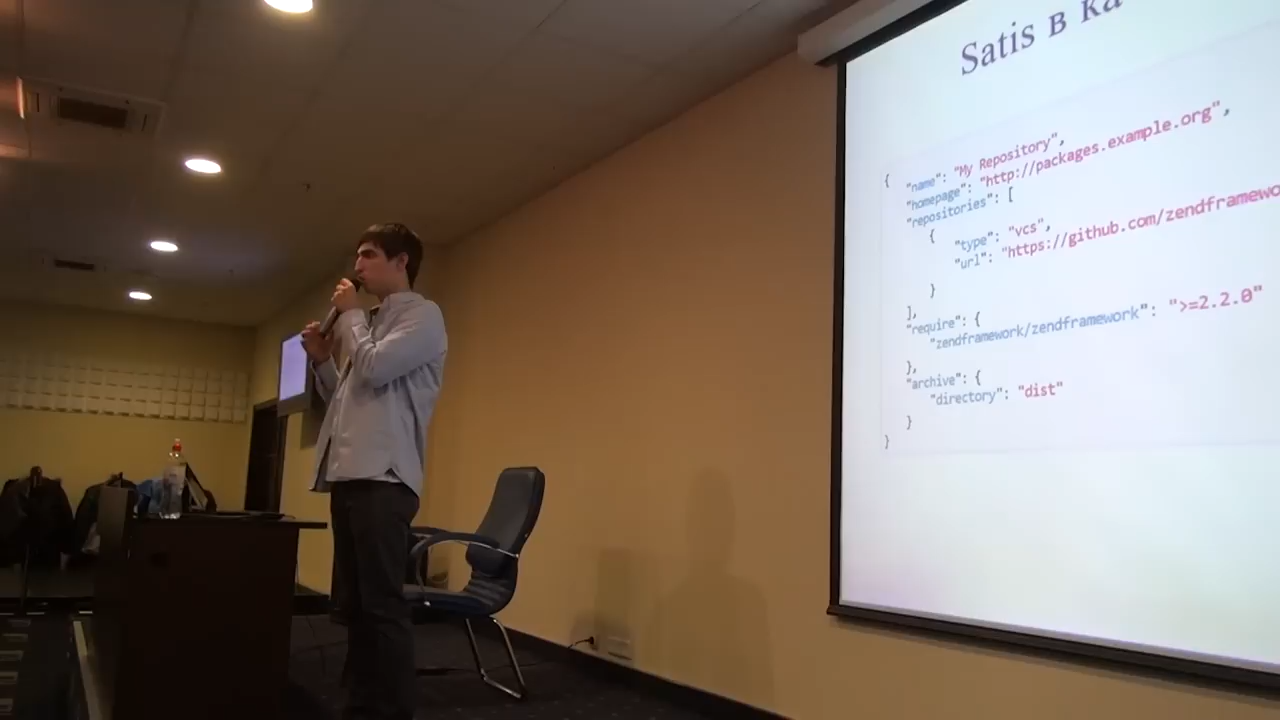 Satis в ка
{
"name": "My Repository",
"homepage": "http://packages.example.org",
"repositories": [
{
"type": "vcs",
"url": "https://github.com/zendframewo
}
],
"require": {
"zendframework/zendframework": ">=2.2.0"
},
"archive": {
"directory": "dist"
}
}